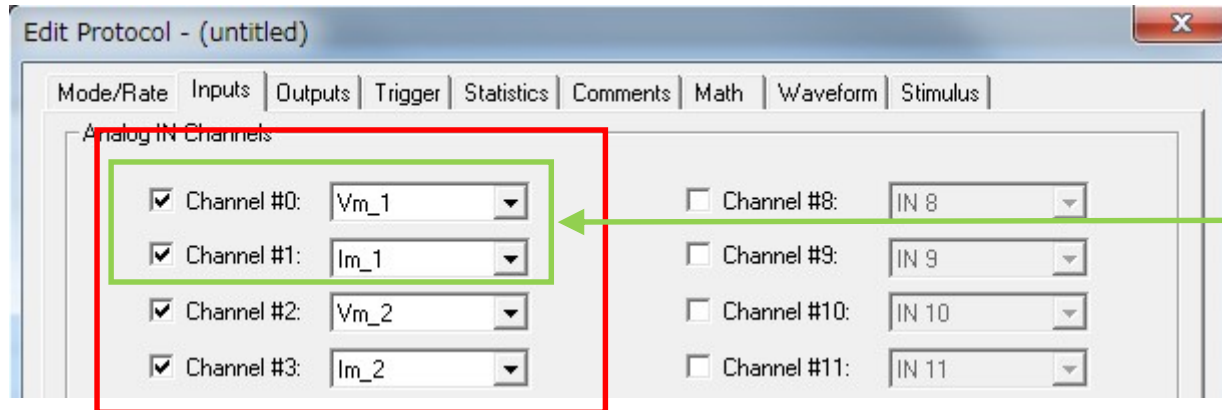 Edit Protocol - (untitled)
Mode/Rate Inputs Outputs Trigger Statistics Comments Math Waveform Stimulus
Analog IN Channels
Channel #0: Vm_1 Channel #8: IN 8
Channel #1: Im_1 Channel #9: IN 9
Channel #2: Vm_2 Channel #10: IN 10
Channel #3: Im_2 Channel #11: IN 11